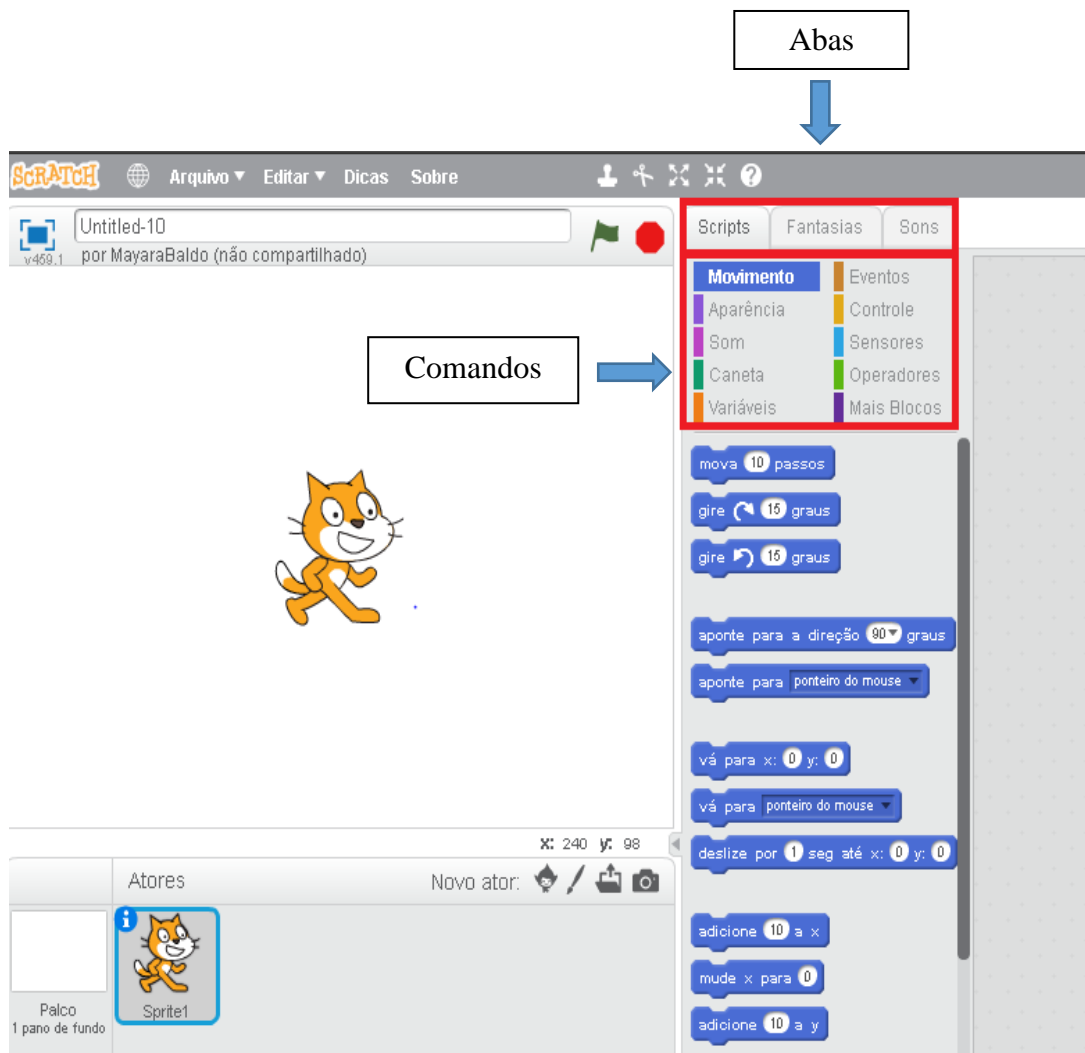 Abas
SCRATCH Arquivo Editar Dicas Sobre
Untitled-10
v459.1 por MayaraBaldo (não compartilhado)
Scripts Fantasias Sons
Movimento Eventos
Aparência Controle
Som Sensores
Caneta Operadores
Variáveis Mais Blocos
Comandos
mova 10 passos
gire 15 graus
gire 15 graus
aponte para a direção 90 graus
aponte para ponteiro do mouse
vá para x: 0 y: 0
vá para ponteiro do mouse
deslize por 1 seg até x: 0 y: 0
adicione 10 a x
mude x para 0
adicione 10 a y
X: 240 y: 98
Atores Novo ator:
Palco
1 pano de fundo
Sprite1